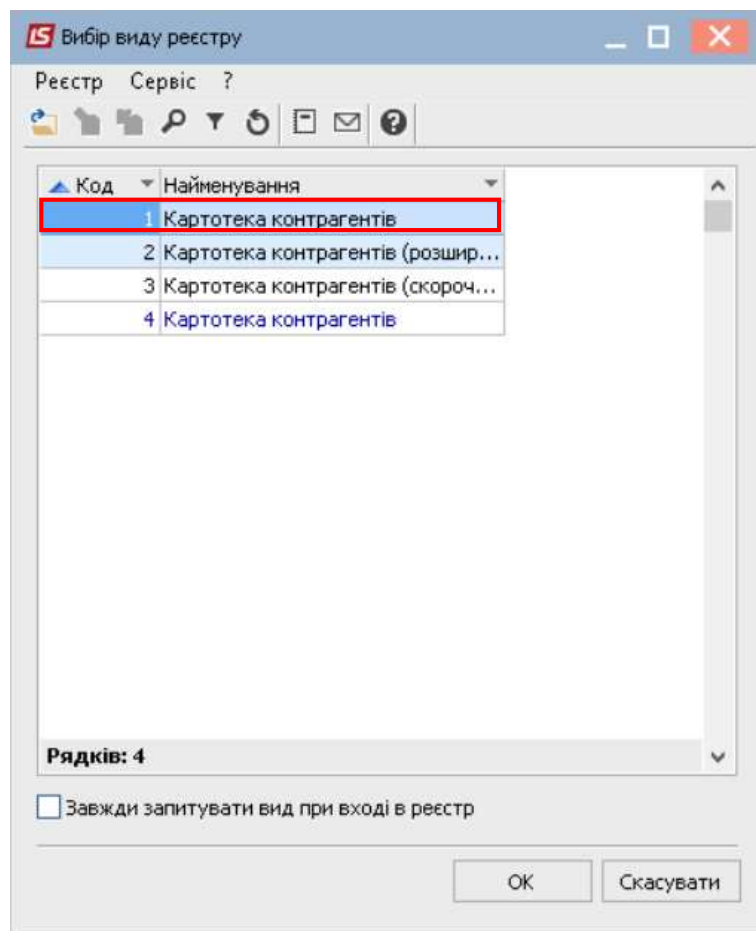 IS Вибір виду реєстру
Реєстр Сервіс ?
Код Найменування
1 Картотека контрагентів
2 Картотека контрагентів (розшир...
3 Картотека контрагентів (скороч...
4 Картотека контрагентів
Рядків: 4
Завжди запитувати вид при вході в реєстр
OK Скасувати